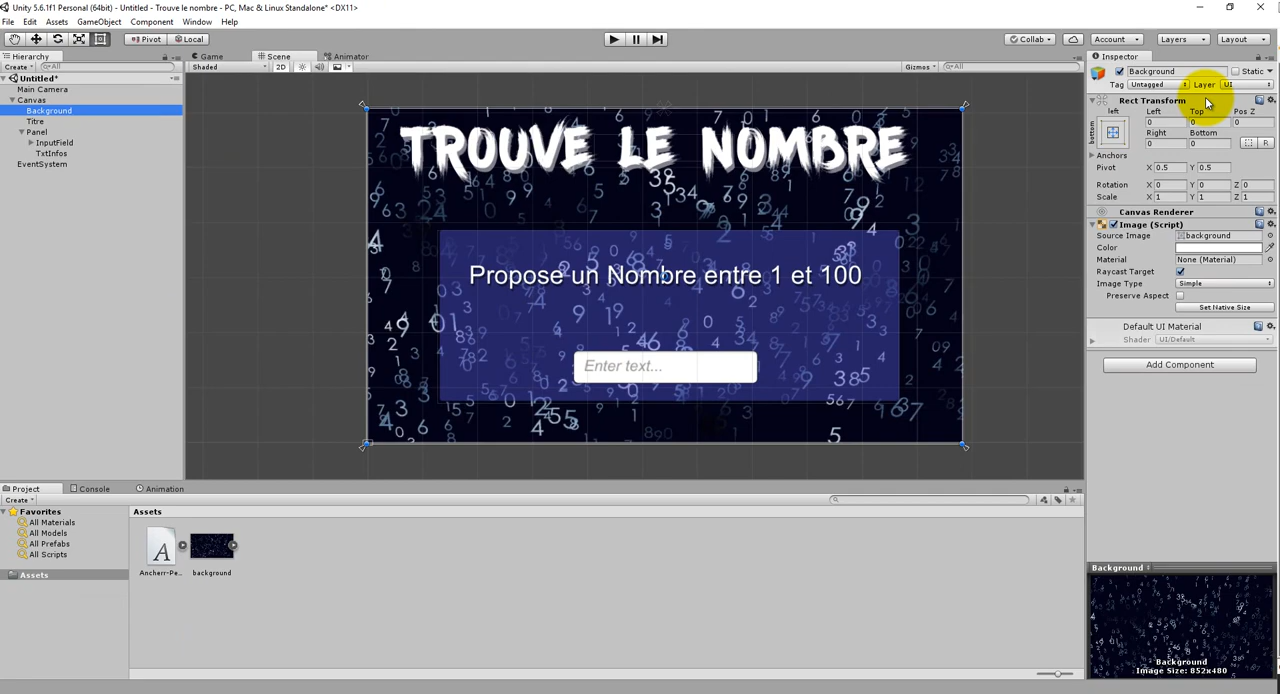 Unity 5.6.1f1 Personal (64bit) - Untitled - Trouve le nombre - PC, Mac & Linux Standalone* <DX11>
File Edit Assets GameObject Component Window Help
Pivot Local Collab Account Layers Layout
Hierarchy Game Scene Animator Inspector
Create All Shaded 2D Gizmos All Background Static
Untitled*
Tag Untagged Layer UI
Main Camera
Canvas
Rect Transform
Background
left Left Top Pos Z
Titre
0 0 0
Panel
bottom Right Bottom
InputField
0 0 R
TxtInfos
Anchors
EventSystem
Pivot X 0.5 Y 0.5
Rotation X 0 Y 0 Z 0
Scale X 1 Y 1 Z 1
Canvas Renderer
Image (Script)
Source Image background
Color
Material None (Material)
Raycast Target
Image Type Simple
Preserve Aspect
Set Native Size
Default UI Material
Shader UI/Default
Add Component
TROUVE LE NOMBRE
Propose un Nombre entre 1 et 100
Enter text...
Project Console Animation
Create
Favorites
All Materials
All Models
All Prefabs
All Scripts
Assets
Assets
A
Ancherr-Pe... background
Background
Background
Image Size: 852x480